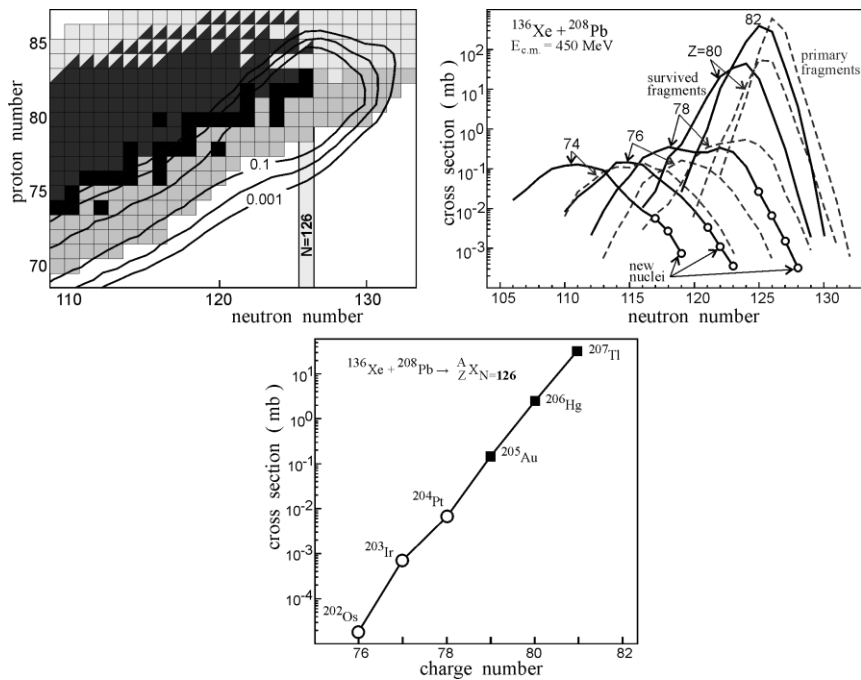 85
80
75
70
proton number
0.1
0.001
N=126
110
120
130
neutron number
cross section ( mb )
10²
10¹
10⁰
10⁻¹
10⁻²
10⁻³
¹³⁶Xe + ²⁰⁸Pb
E_c.m. = 450 MeV
82
Z=80
primary
fragments
survived
fragments
78
76
74
new
nuclei
105
110
115
120
125
130
neutron number
cross section ( mb )
10¹
10⁰
10⁻¹
10⁻²
10⁻³
10⁻⁴
¹³⁶Xe + ²⁰⁸Pb → ᴬ_Z X_N=126
²⁰⁷Tl
²⁰⁶Hg
²⁰⁵Au
²⁰⁴Pt
²⁰³Ir
²⁰²Os
76
78
80
82
charge number